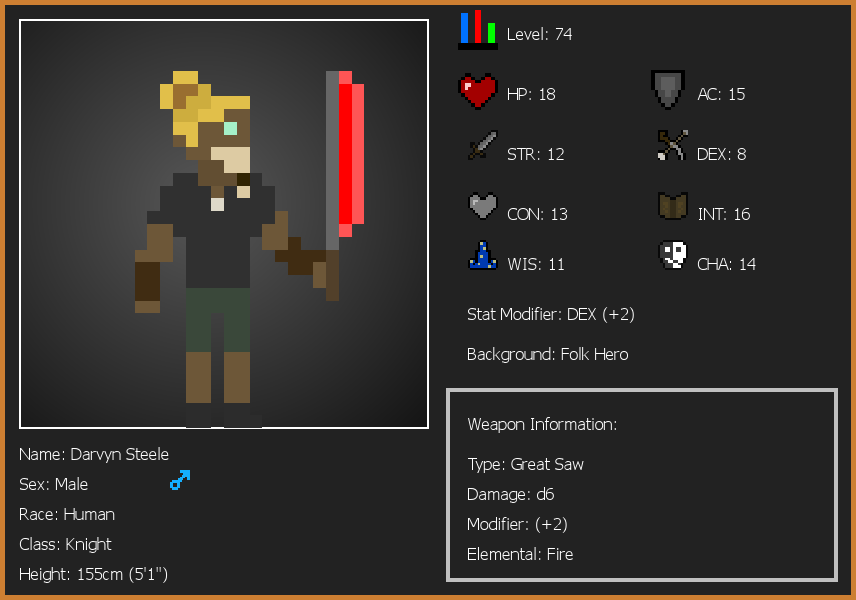 Level: 74
HP: 18
AC: 15
STR: 12
DEX: 8
CON: 13
INT: 16
WIS: 11
CHA: 14
Stat Modifier: DEX (+2)
Background: Folk Hero
Weapon Information:
Type: Great Saw
Damage: d6
Modifier: (+2)
Elemental: Fire
Name: Darvyn Steele
Sex: Male
Race: Human
Class: Knight
Height: 155cm (5'1")